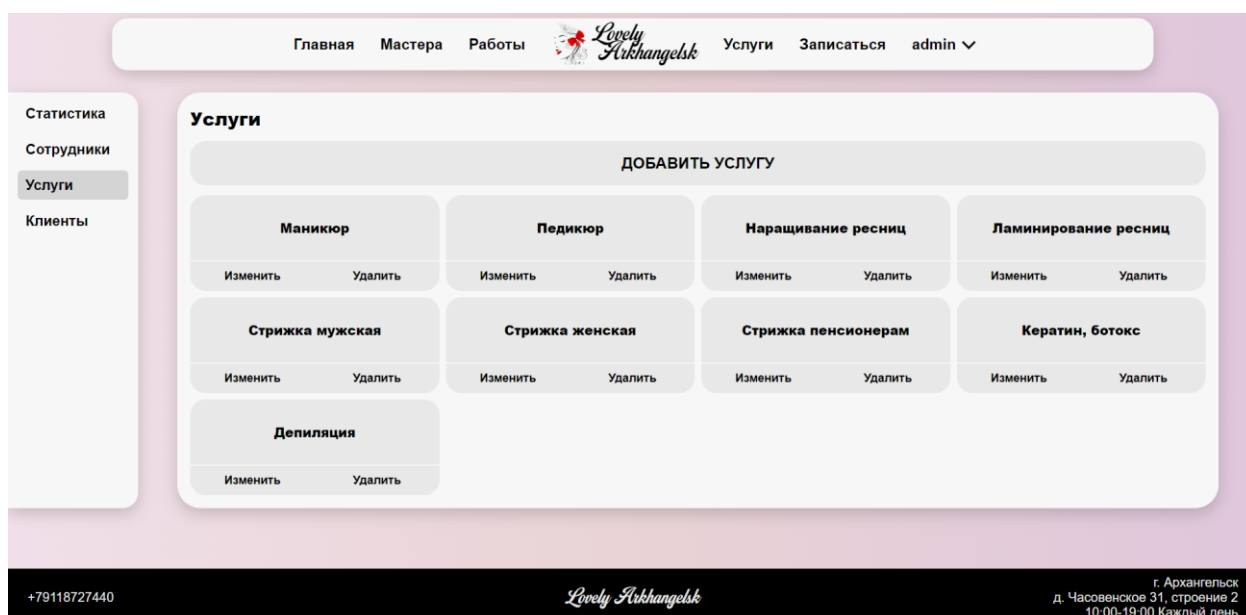 Главная Мастера Работы Lovely Arkhangelsk Услуги Записаться admin
Статистика
Сотрудники
Услуги
Клиенты
Услуги
ДОБАВИТЬ УСЛУГУ
Маникюр Педикюр Наращивание ресниц Ламинирование ресниц
Изменить Удалить Изменить Удалить Изменить Удалить Изменить Удалить
Стрижка мужская Стрижка женская Стрижка пенсионерам Кератин, ботокс
Изменить Удалить Изменить Удалить Изменить Удалить Изменить Удалить
Депиляция
Изменить Удалить
+79118727440 Lovely Arkhangelsk
г. Архангельск
д. Часовенское 31, строение 2
10:00-19:00 Каждый день